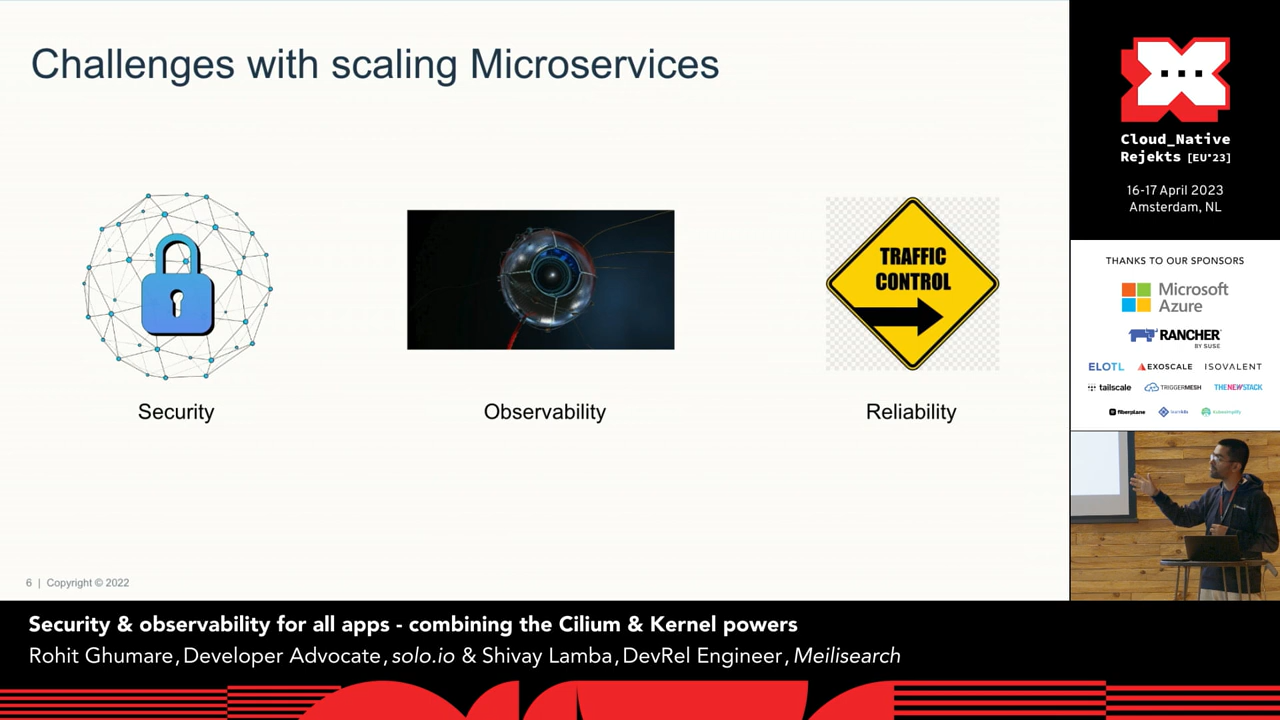 Challenges with scaling Microservices
TRAFFIC
CONTROL
Security
Observability
Reliability
6 | Copyright © 2022
Cloud_Native
Rejekts [EU'23]
16-17 April 2023
Amsterdam, NL
THANKS TO OUR SPONSORS
Microsoft
Azure
RANCHER
BY SUSE
ELOTL
EXOSCALE
ISOVALENT
tailscale
TRIGGERMESH
THENEWSTACK
fiberplane
Security & observability for all apps - combining the Cilium & Kernel powers
Rohit Ghumare, Developer Advocate, solo.io & Shivay Lamba, DevRel Engineer, Meilisearch